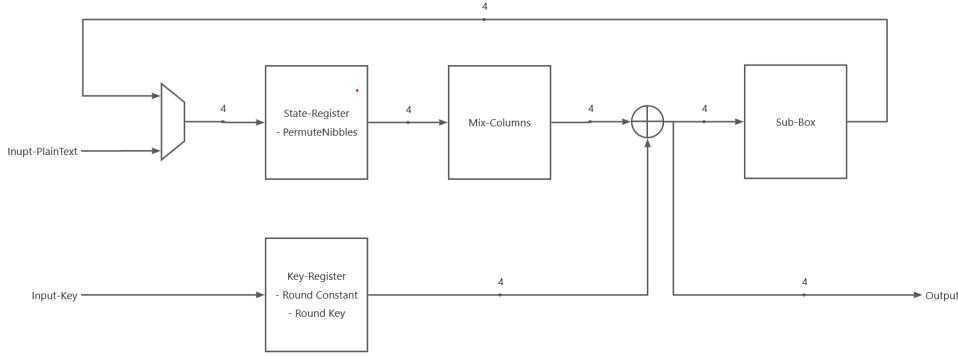 4
4
State-Register
- PermuteNibbles
4
Mix-Columns
4
4
Sub-Box
Inupt-PlainText
Key-Register
- Round Constant
- Round Key
Input-Key
4
4
Output